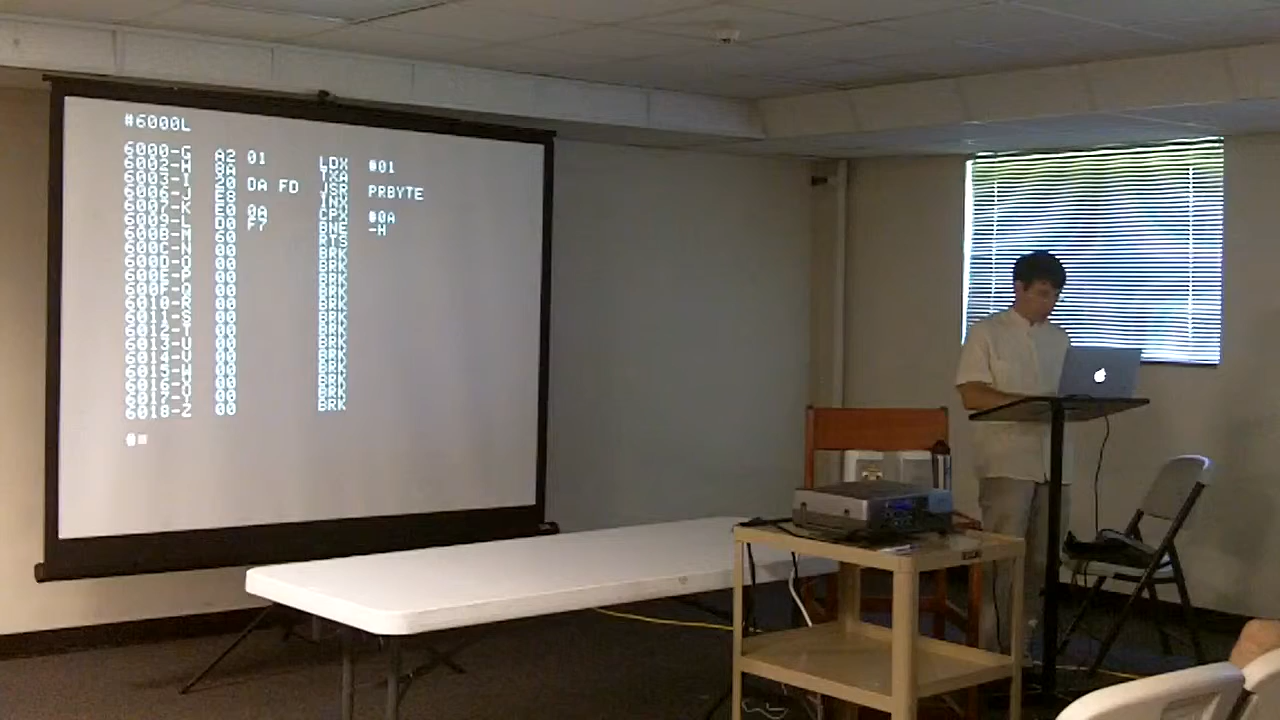 #6000L
6000-G A2 01 LDX #01
6002-H 8A TXA
6003-I 20 DA FD JSR PRBYTE
6006-J E8 INX
6007-K E0 0A CPX #0A
6009-L D0 F7 BNE -H
600B-M 60 RTS
600C-N 00 BRK
600D-O 00 BRK
600E-P 00 BRK
600F-Q 00 BRK
6010-R 00 BRK
6011-S 00 BRK
6012-T 00 BRK
6013-U 00 BRK
6014-V 00 BRK
6015-W 00 BRK
6016-X 00 BRK
6017-Y 00 BRK
6018-Z 00 BRK